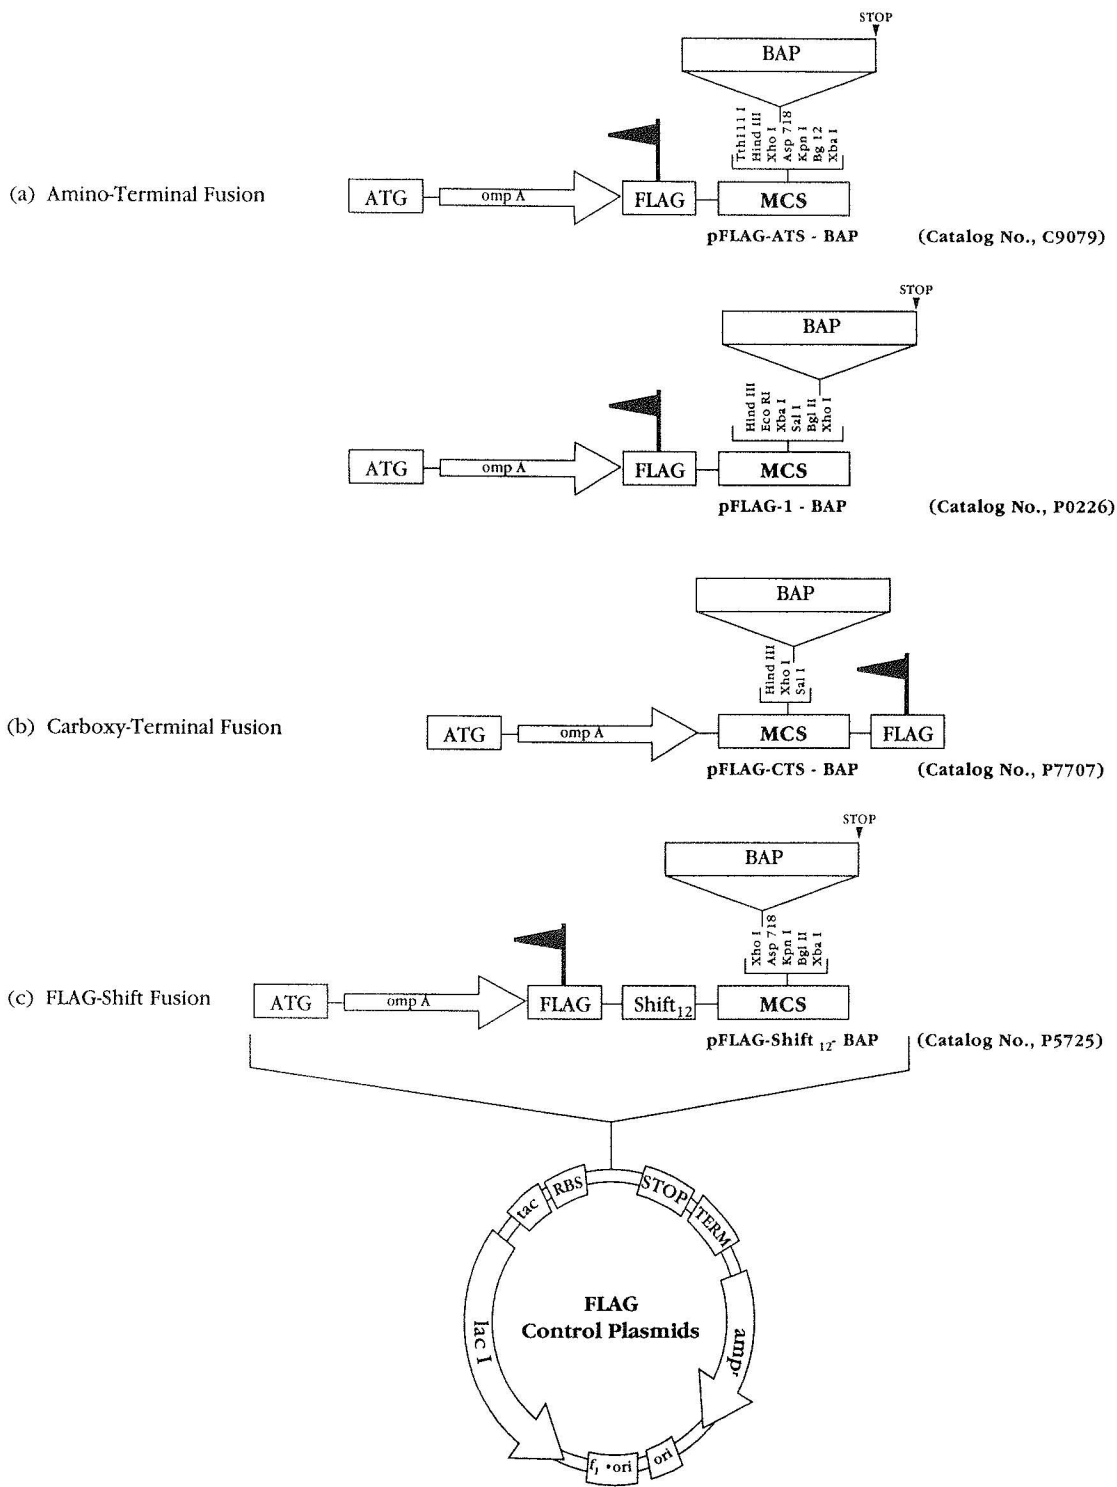 STOP
BAP
Tth111 I
Hind III
Xho I
Asp 718
Kpn I
Bg 12
Xba I
(a) Amino-Terminal Fusion
ATG
omp A
FLAG
MCS
pFLAG-ATS - BAP
(Catalog No., C9079)
STOP
BAP
Hind III
Eco RI
Xba I
Sal I
Bgl II
Xho I
ATG
omp A
FLAG
MCS
pFLAG-1 - BAP
(Catalog No., P0226)
BAP
Hind III
Xho I
Sal I
(b) Carboxy-Terminal Fusion
ATG
omp A
MCS
FLAG
pFLAG-CTS - BAP
(Catalog No., P7707)
STOP
BAP
Xho I
Asp 718
Kpn I
Bgl II
Xba I
(c) FLAG-Shift Fusion
ATG
omp A
FLAG
Shift12
MCS
pFLAG-Shift 12- BAP
(Catalog No., P5725)
tac
RBS
STOP
TERM
lac I
FLAG
Control Plasmids
ampr
f1 •ori
ori